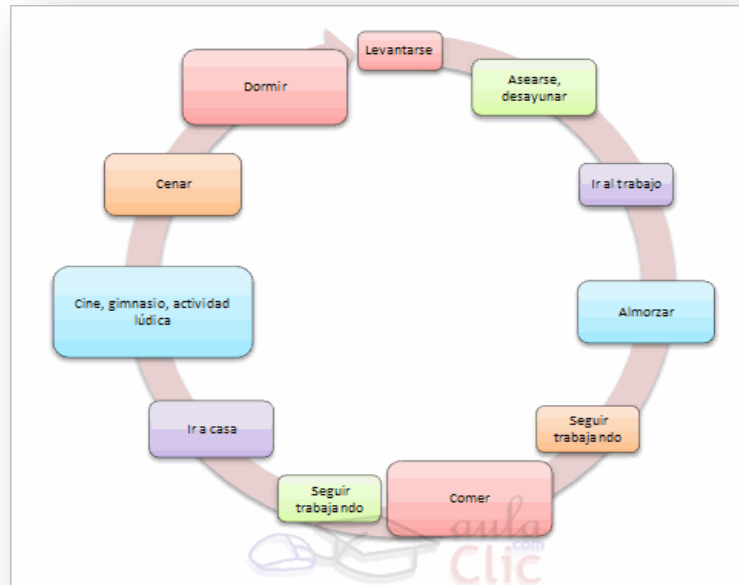 Levantarse
Asearse,
desayunar
Ir al trabajo
Almorzar
Seguir
trabajando
Comer
Seguir
trabajando
Ir a casa
Cine, gimnasio, actividad
lúdica
Cenar
Dormir
aula
com
Clic